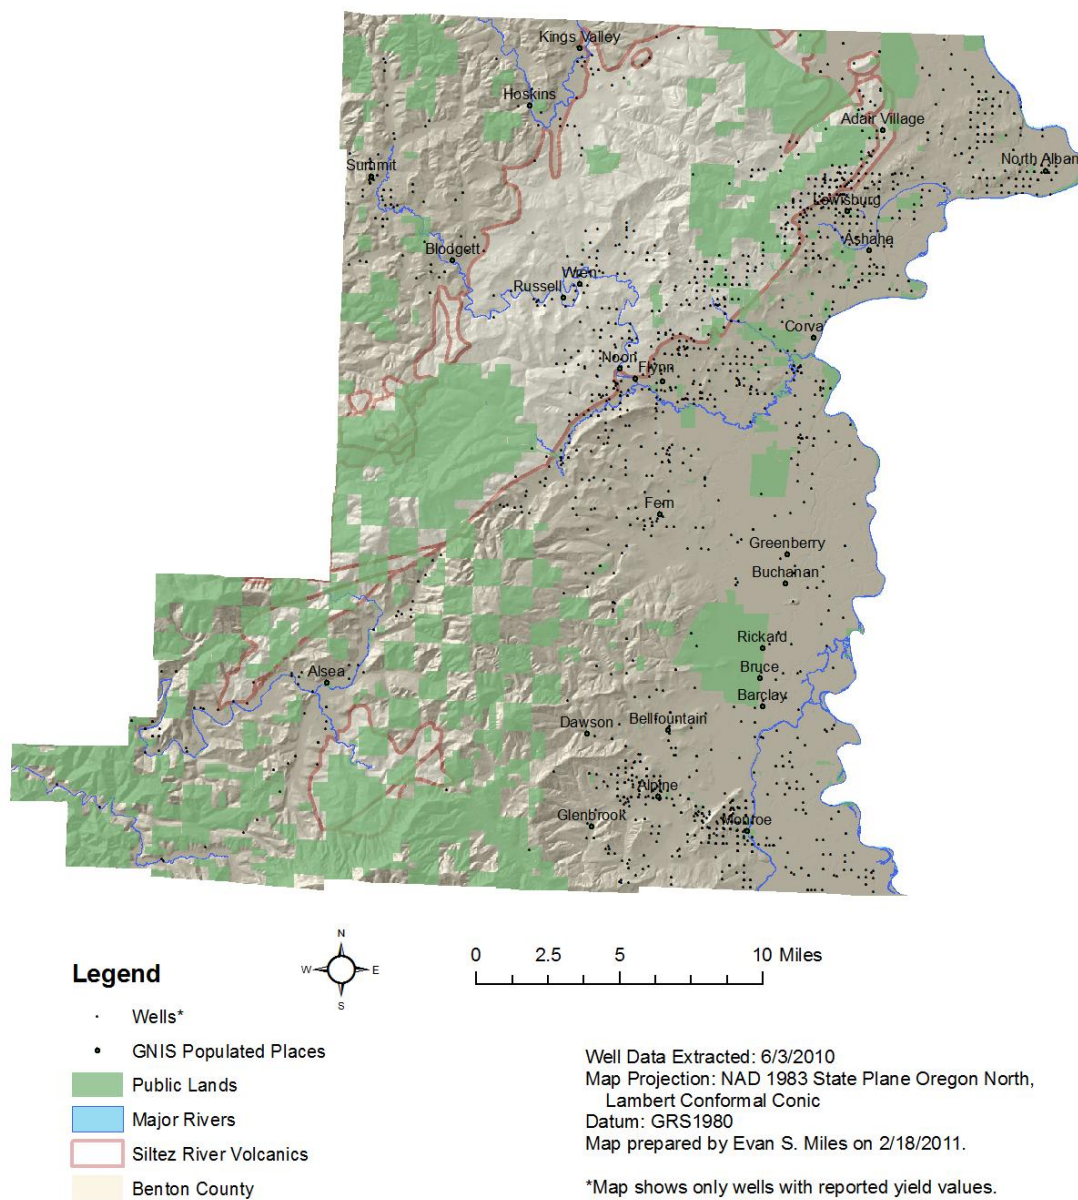 Kings Valley
Hoskins
Adair Village
North Alban
Summit
Lewisburg
Ashaha
Blodgett
Wren
Russell
Corva
Noon
Flynn
Fern
Greenberry
Buchanan
Rickard
Bruce
Alsea
Barclay
Dawson
Bellfountain
Alpine
Glenbrook
Monroe
N
W E
S
0 2.5 5 10 Miles
Legend
Wells*
GNIS Populated Places
Public Lands
Major Rivers
Siltez River Volcanics
Benton County
Well Data Extracted: 6/3/2010
Map Projection: NAD 1983 State Plane Oregon North,
Lambert Conformal Conic
Datum: GRS1980
Map prepared by Evan S. Miles on 2/18/2011.
*Map shows only wells with reported yield values.